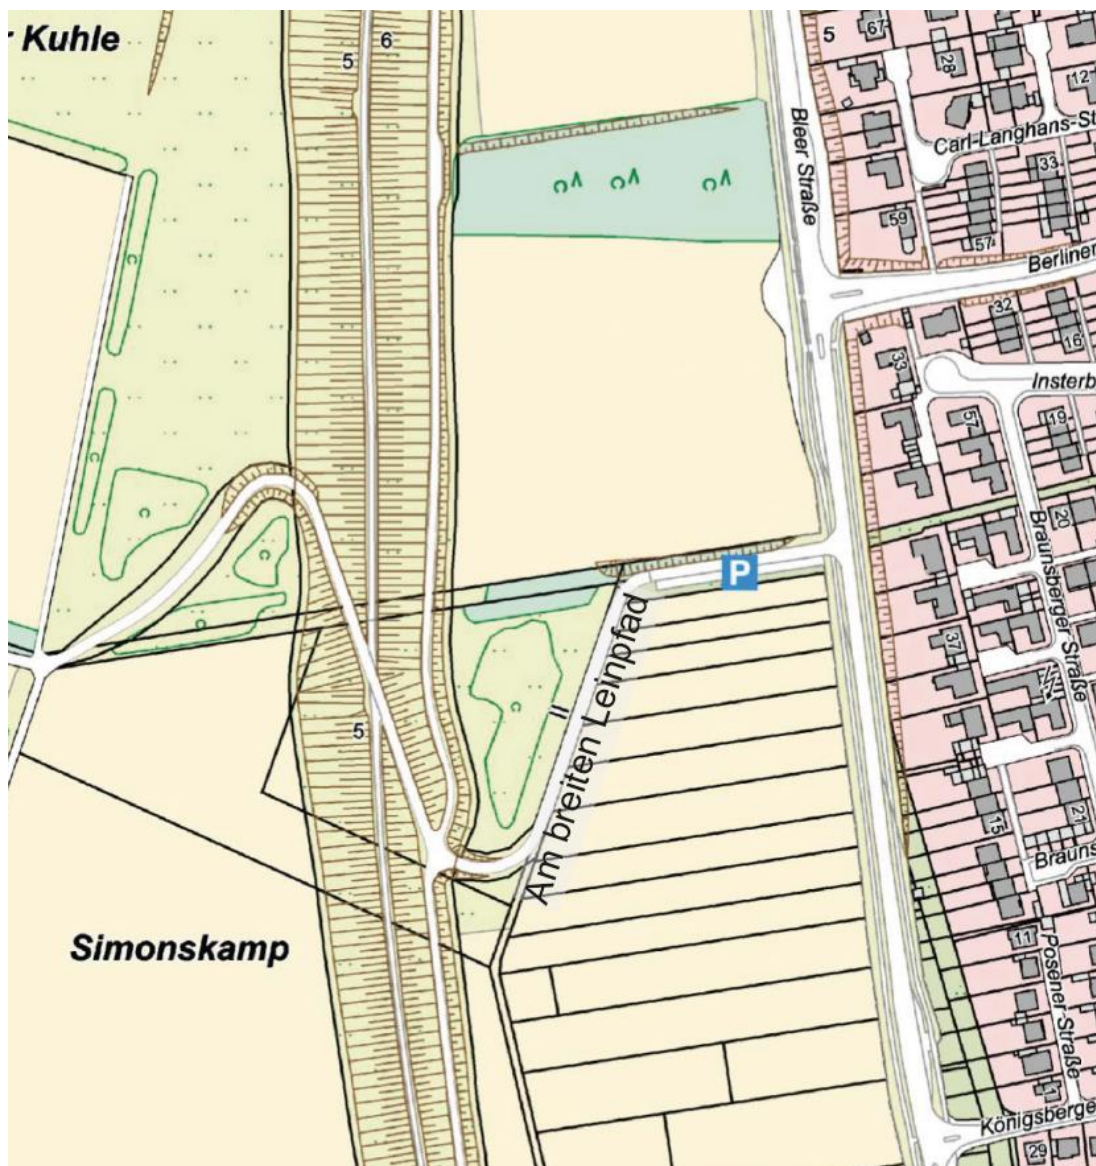 r Kuhle
5
6
5
67
28
12
Carl-Langhans-St
33
59
57
Bleer Straße
Berliner
32
16
33
Insterb
57
19
20
Braunsberger Straße
P
37
Am breiten Leinpfad
5
15
21
Brauns
Simonskamp
11
Posener-Straße
1
Königsberge
29